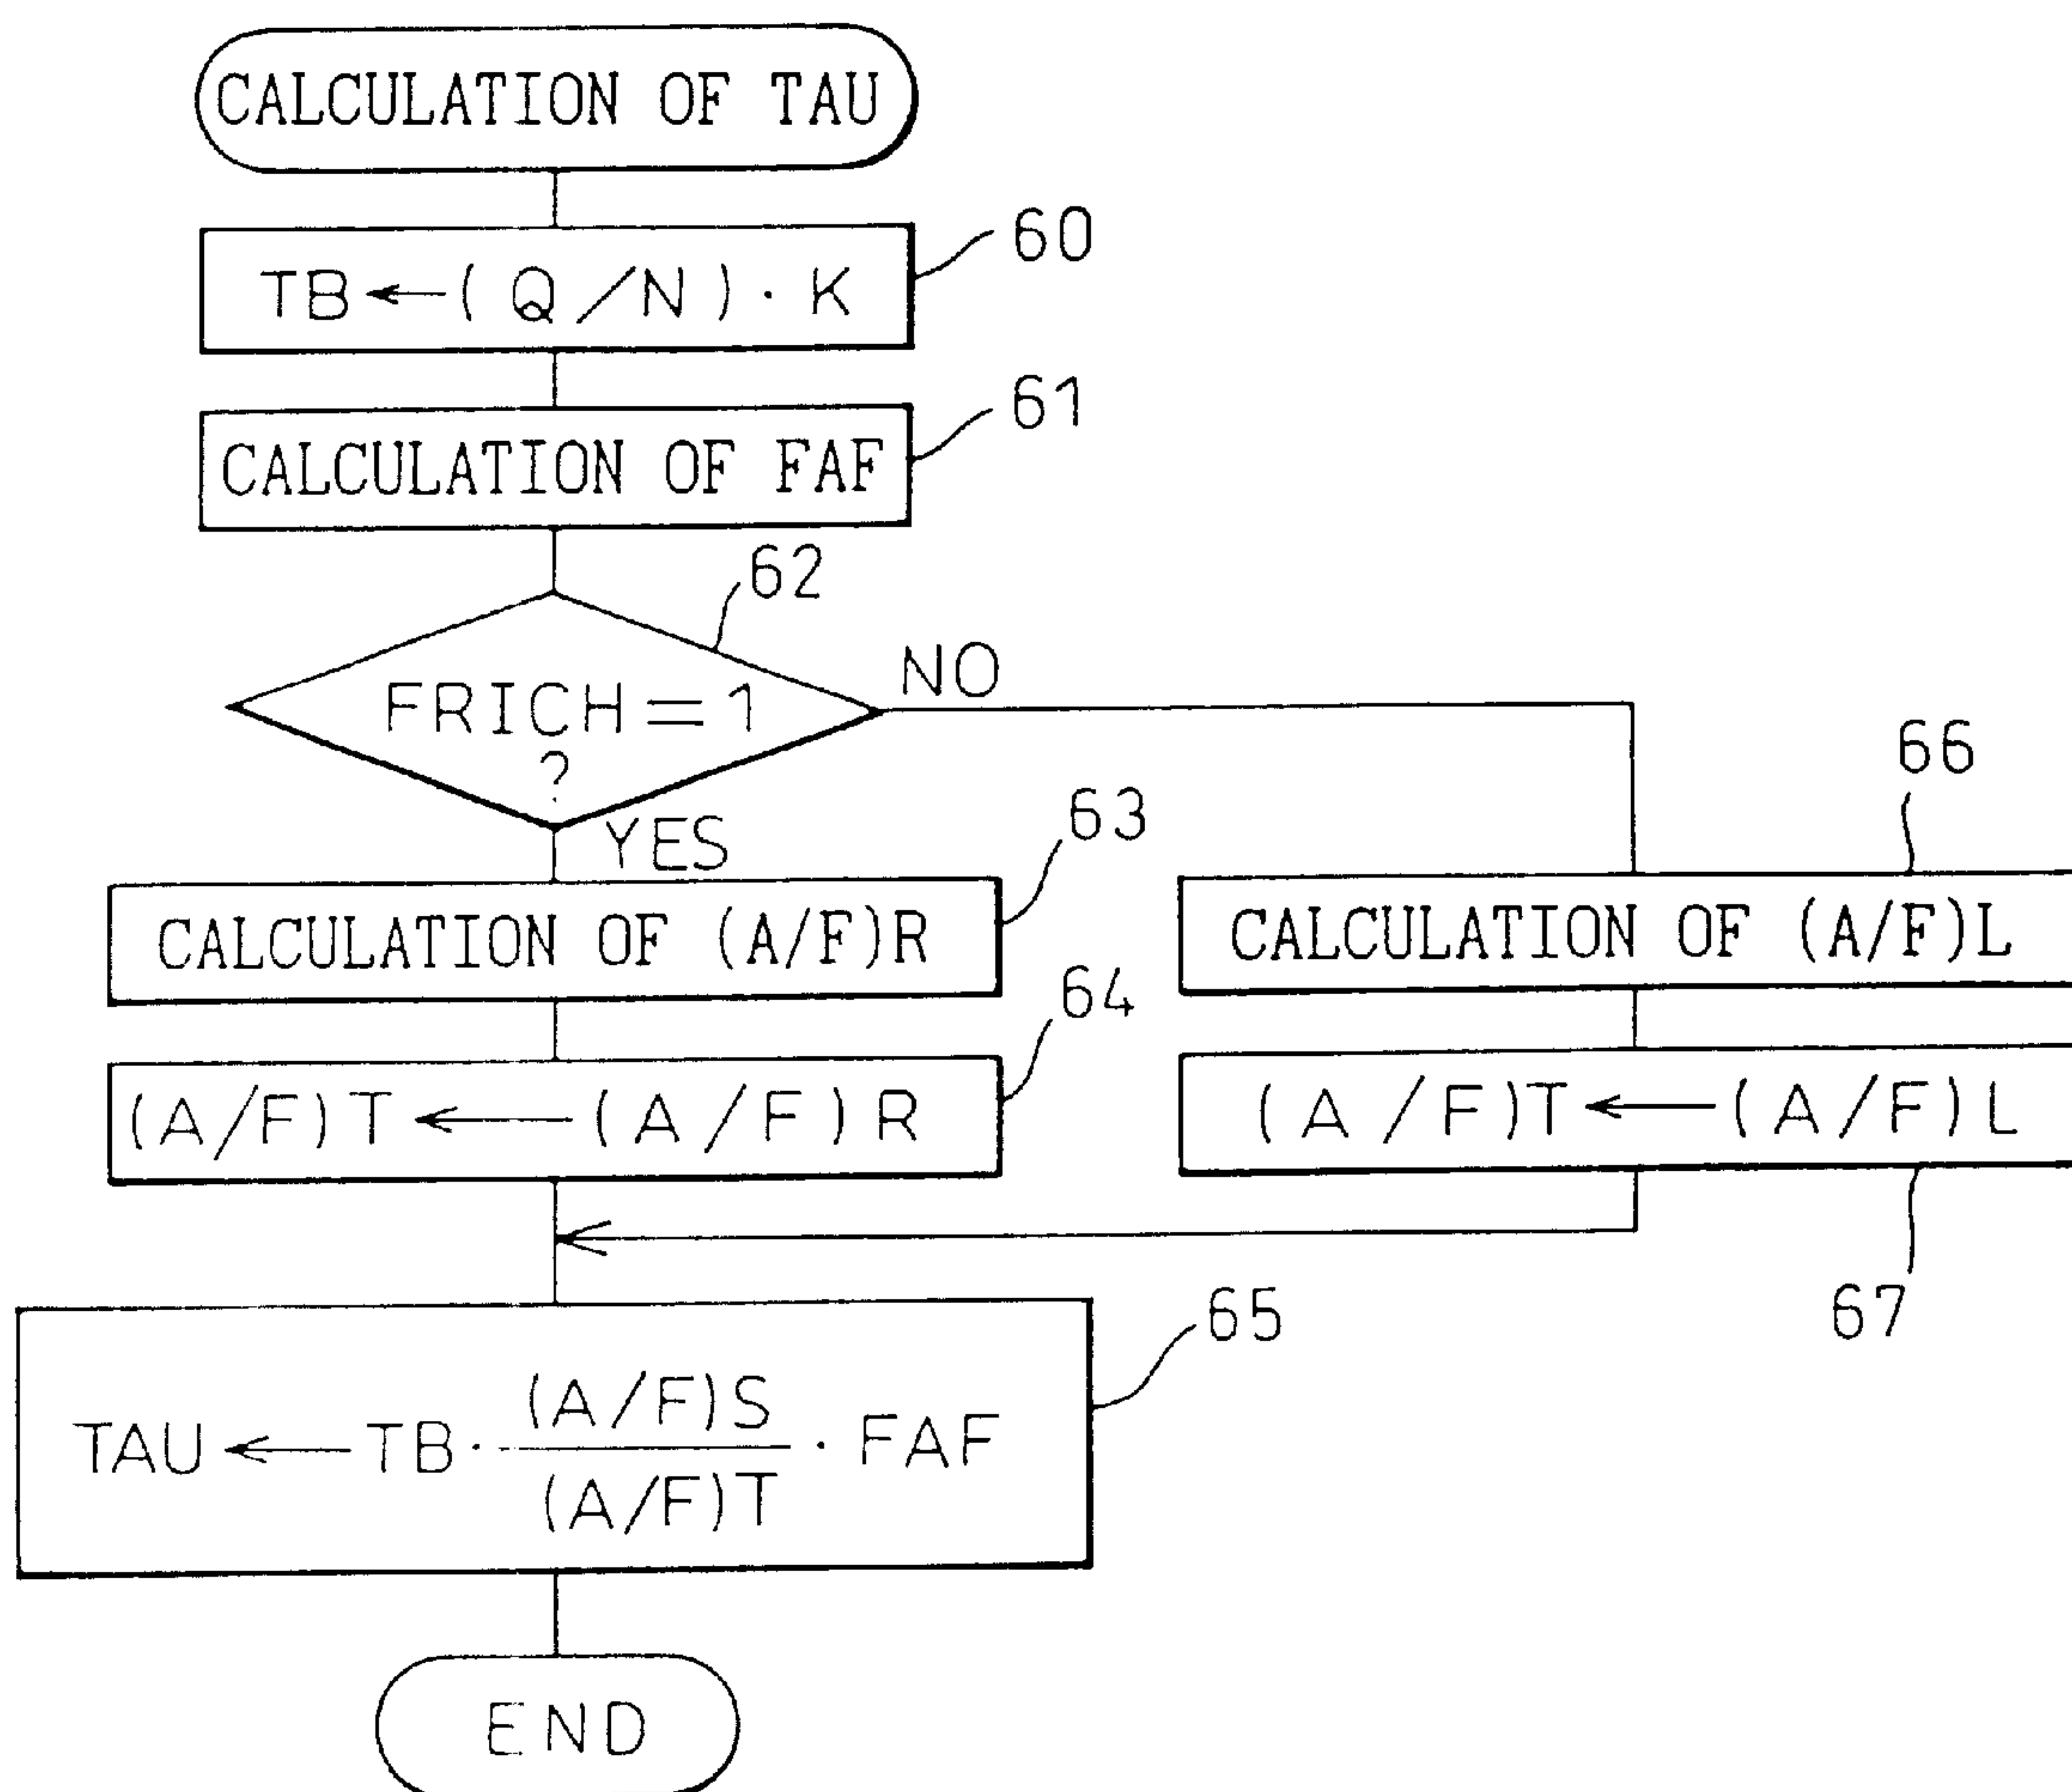 CALCULATION OF TAU
60
TB ← (Q/N)·K
61
CALCULATION OF FAF
62
FRICH=1
?
NO
YES
63
CALCULATION OF (A/F)R
64
(A/F)T ← (A/F)R
66
CALCULATION OF (A/F)L
(A/F)T ← (A/F)L
67
65
(A/F)S
TAU ← TB· ·FAF
(A/F)T
END